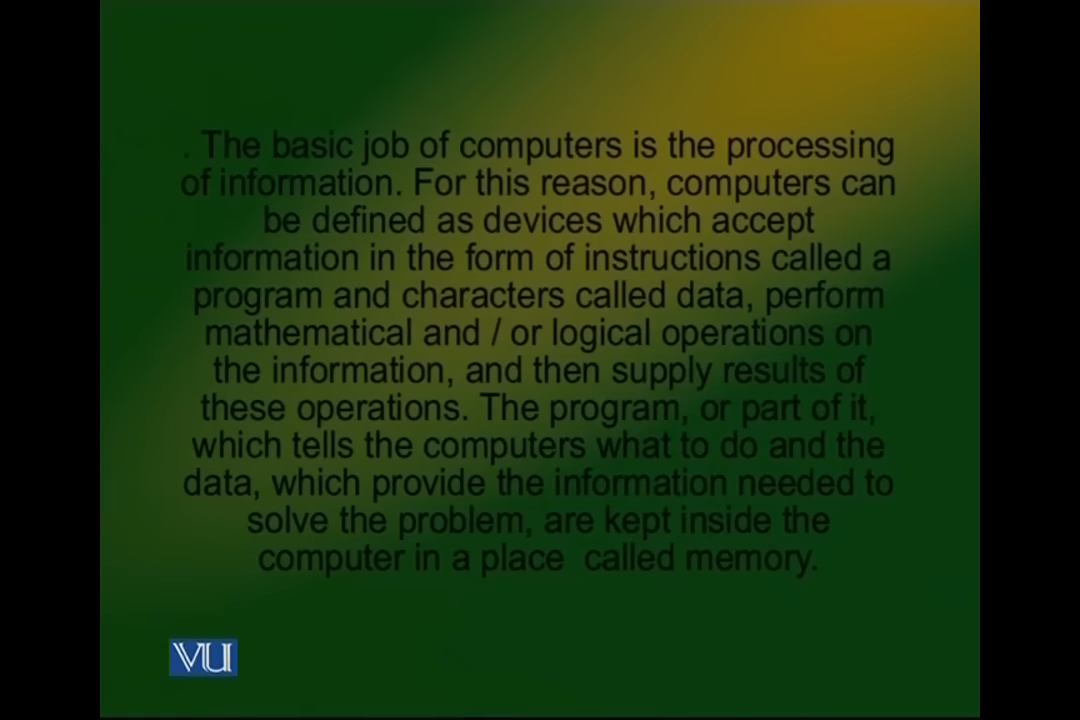 . The basic job of computers is the processing
of information. For this reason, computers can
be defined as devices which accept
information in the form of instructions called a
program and characters called data, perform
mathematical and / or logical operations on
the information, and then supply results of
these operations. The program, or part of it,
which tells the computers what to do and the
data, which provide the information needed to
solve the problem, are kept inside the
computer in a place called memory.
VU